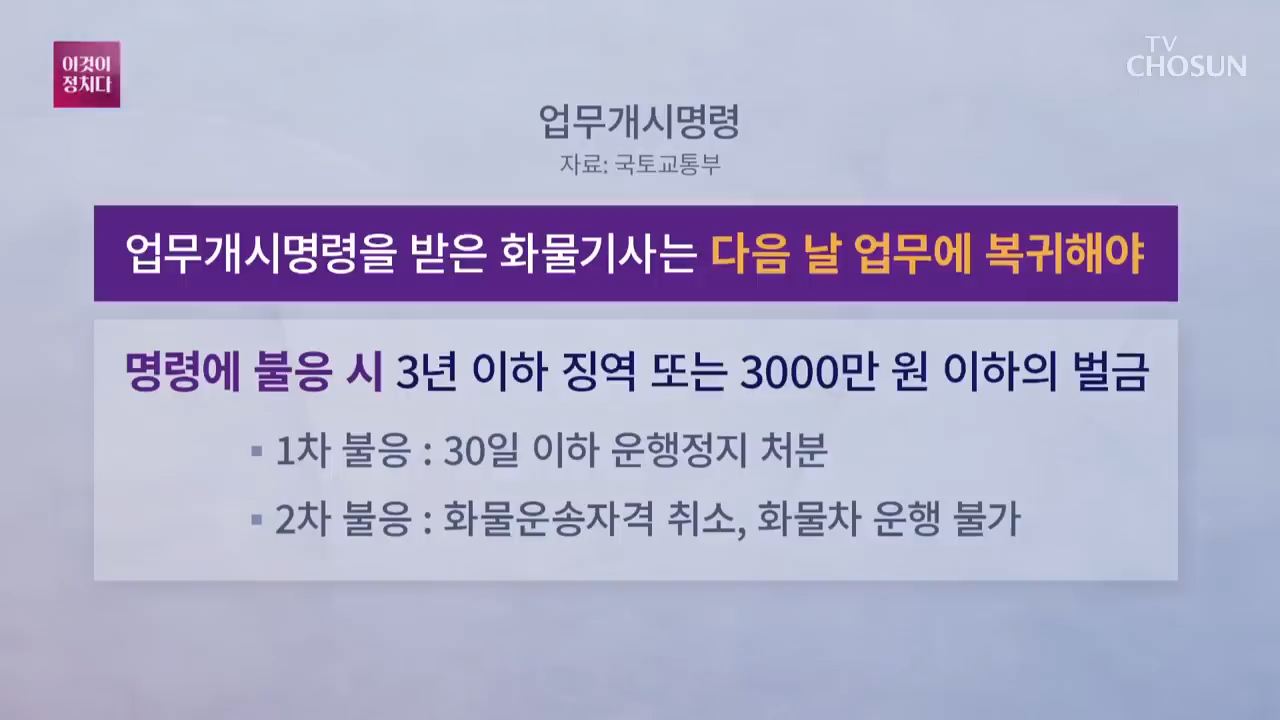 이것이
정치다
TV
CHOSUN
업무개시명령
자료: 국토교통부
업무개시명령을 받은 화물기사는 다음 날 업무에 복귀해야
명령에 불응 시 3년 이하 징역 또는 3000만 원 이하의 벌금
▪ 1차 불응 : 30일 이하 운행정지 처분
▪ 2차 불응 : 화물운송자격 취소, 화물차 운행 불가